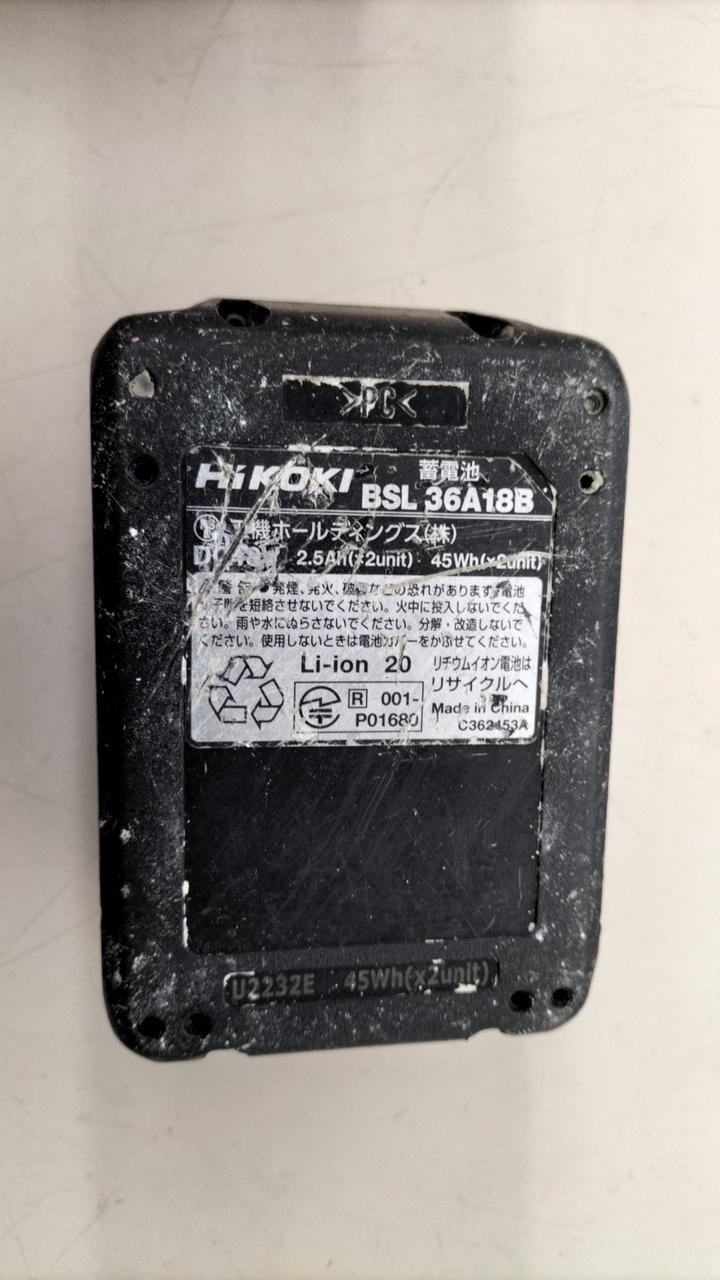 >PC<
HiKOKI 蓄電池
BSL 36A18B
機ホールディングス(株)
2.5Ah(×2unit) 45Wh(×2unit)
警告 発煙、発火、破裂などの恐れがあります。電池
の子間を短絡させないでください。火中に投入しないでくだ
さい。雨や水にぬらさないでください。分解・改造しないで
ください。使用しないときは電池カバーをかぶせてください。
Li-ion 20 リチウムイオン電池は
リサイクルへ
R 001-
P01680
Made in China
C362453A
U2232E 45Wh(x2unit)